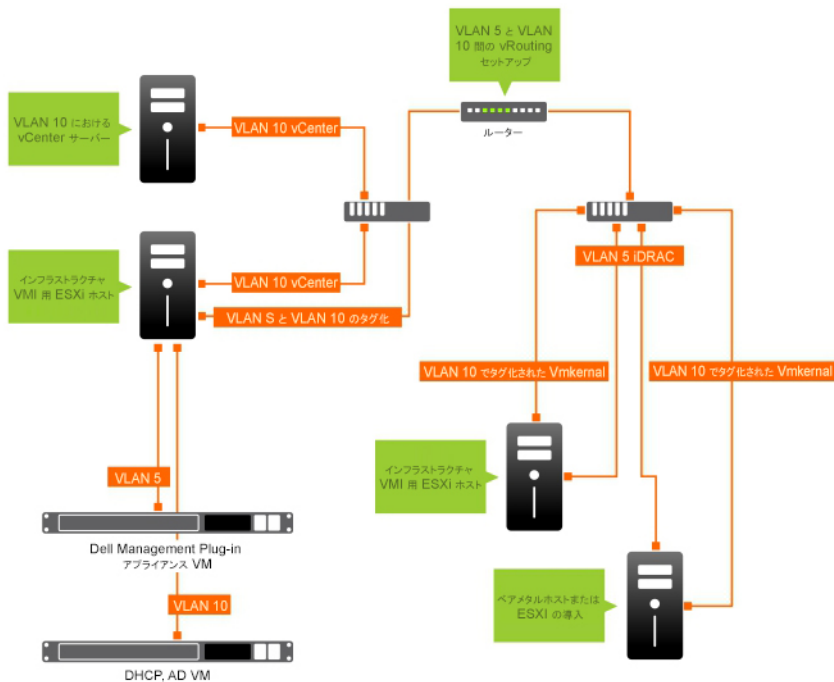 VLAN 5 と VLAN
10 間の vRouting
セットアップ
ルーター
VLAN 10 における
vCenter サーバー
VLAN 10 vCenter
インフラストラクチャ
VMI 用 ESXi ホスト
VLAN 10 vCenter
VLAN S と VLAN 10 のタグ化
VLAN 5 iDRAC
VLAN 10 でタグ化された Vmkernal
VLAN 10 でタグ化された Vmkernal
インフラストラクチャ
VMI 用 ESXi ホスト
VLAN 5
Dell Management Plug-in
アプライアンス VM
VLAN 10
DHCP, AD VM
ベアメタルホストまたは
ESXI の導入